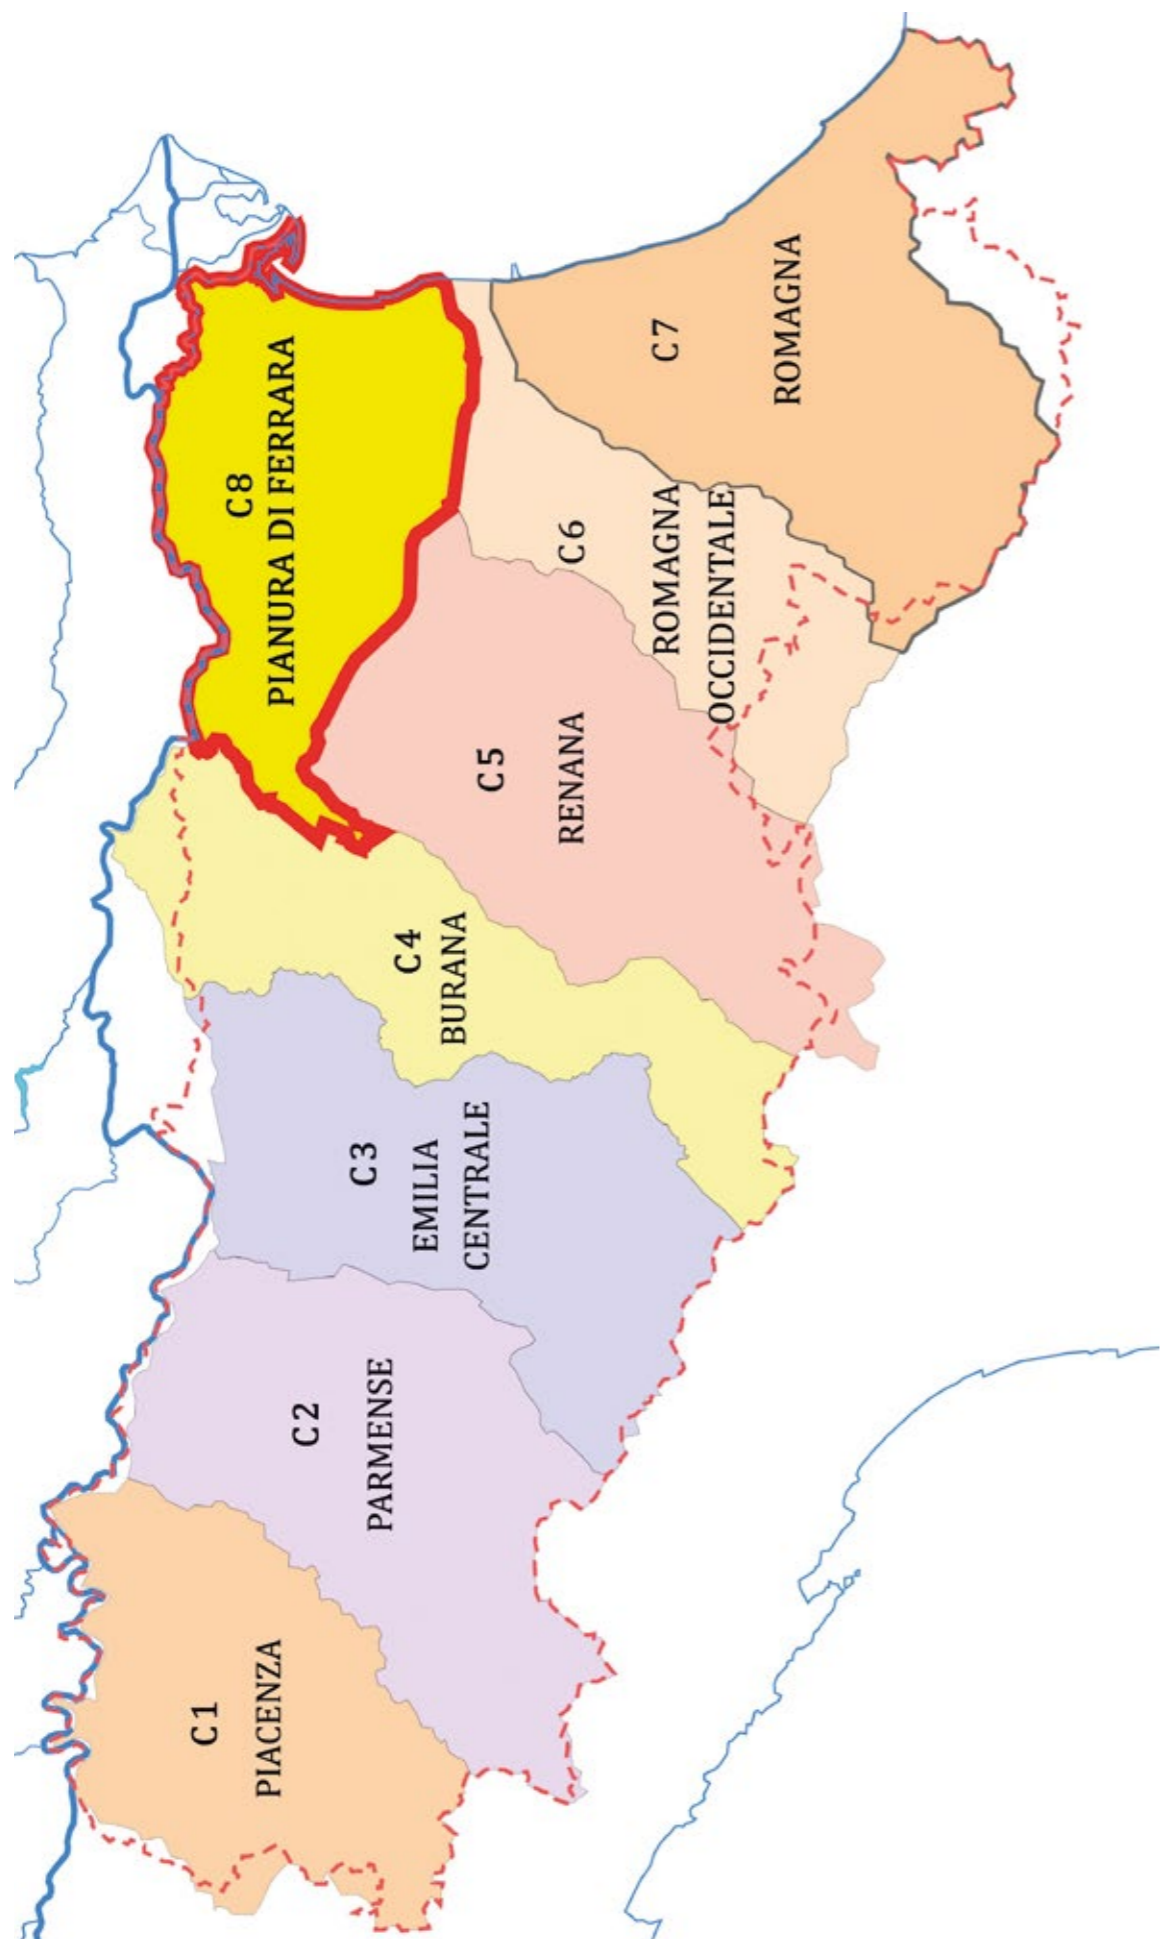 C1
PIACENZA
C2
PARMENSE
C3
EMILIA
CENTRALE
C4
BURANA
C5
RENANA
C6
ROMAGNA
OCCIDENTALE
C7
ROMAGNA
C8
PIANURA DI FERRARA